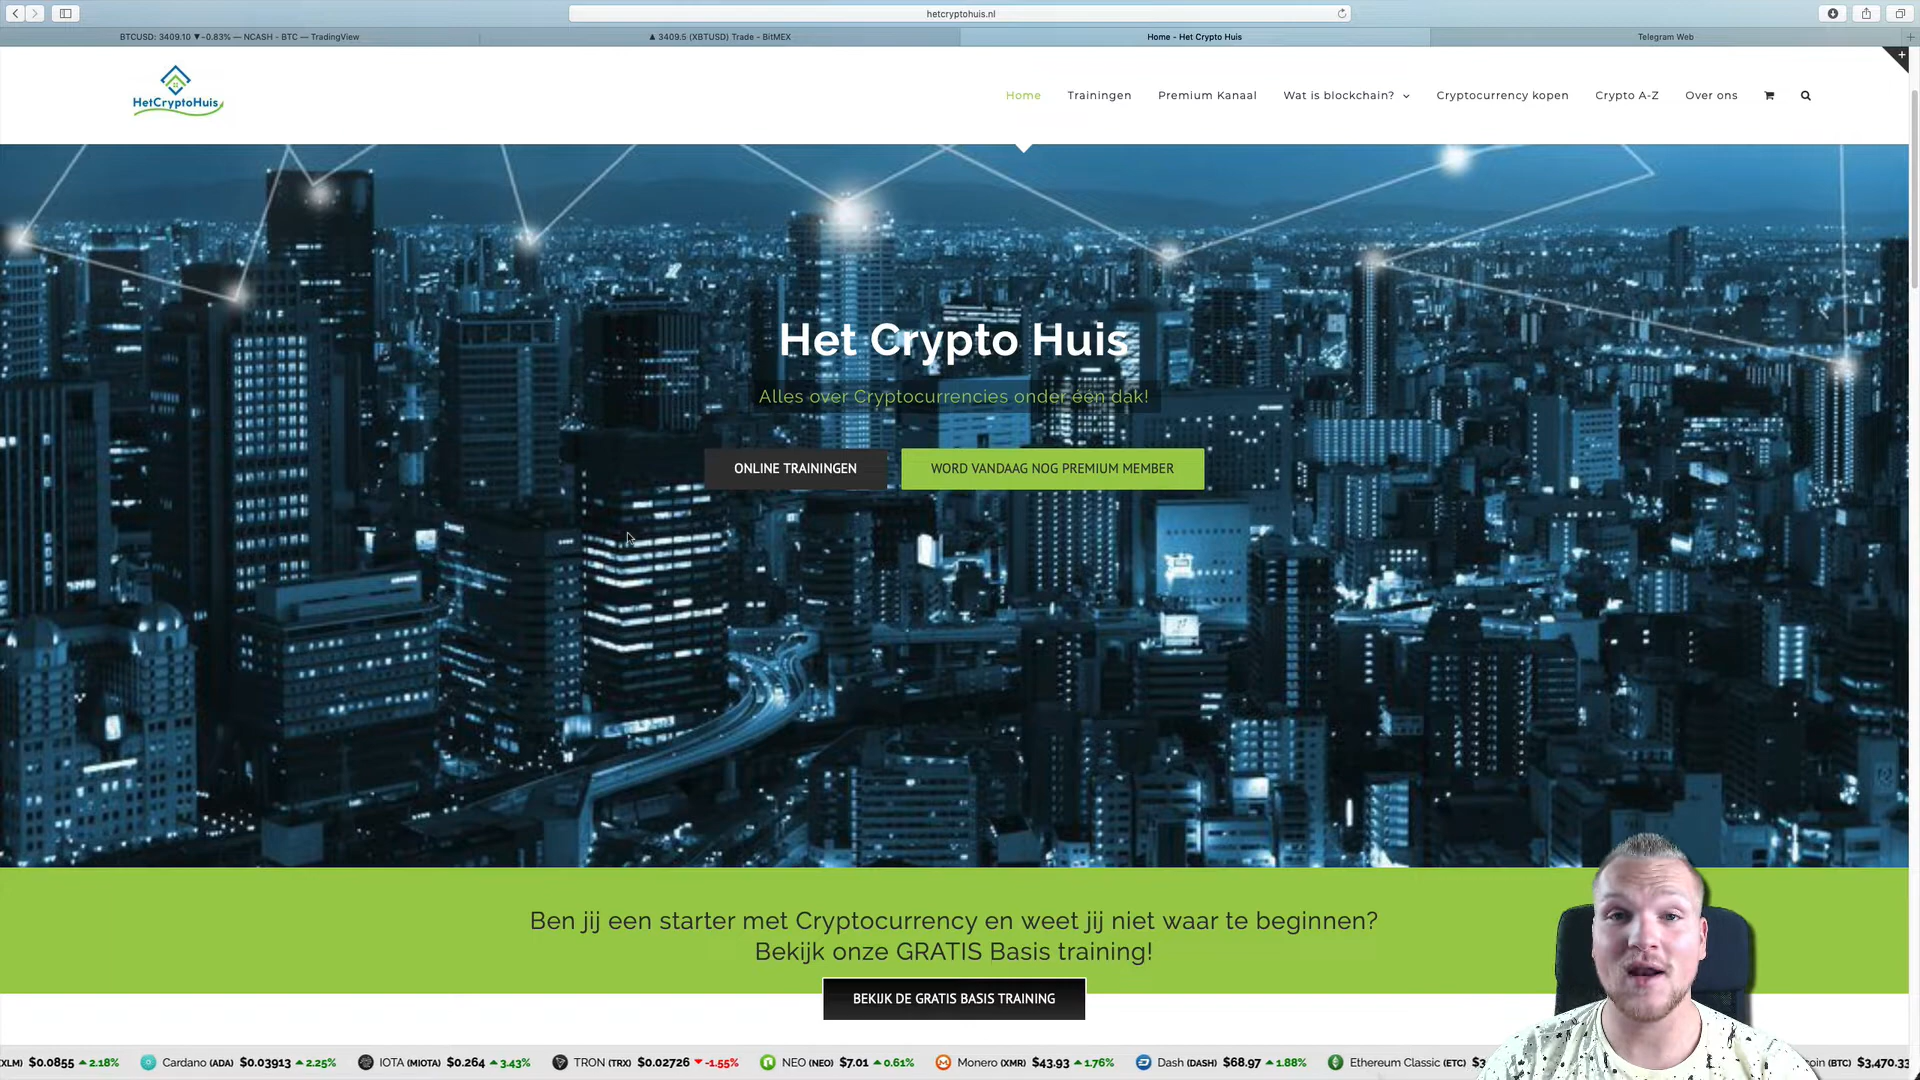 hetcryptohuis.nl
BTCUSD: 3409.10 ▼−0.83% — NCASH - BTC — TradingView
▲ 3409.5 (XBTUSD) Trade - BitMEX
Home - Het Crypto Huis
Telegram Web
HetCryptoHuis
Home
Trainingen
Premium Kanaal
Wat is blockchain?
Cryptocurrency kopen
Crypto A-Z
Over ons
Het Crypto Huis
Alles over Cryptocurrencies onder één dak!
ONLINE TRAININGEN
WORD VANDAAG NOG PREMIUM MEMBER
Ben jij een starter met Cryptocurrency en weet jij niet waar te beginnen?
Bekijk onze GRATIS Basis training!
BEKIJK DE GRATIS BASIS TRAINING
XLM) $0.0855 ▲ 2.18% Cardano (ADA) $0.03913 ▲ 2.25% IOTA (MIOTA) $0.264 ▲ 3.43% TRON (TRX) $0.02726 ▼ -1.55% NEO (NEO) $7.01 ▲ 0.61% Monero (XMR) $43.93 ▲ 1.76% Dash (DASH) $68.97 ▲ 1.88% Ethereum Classic (ETC) (BTC) $3,470.33